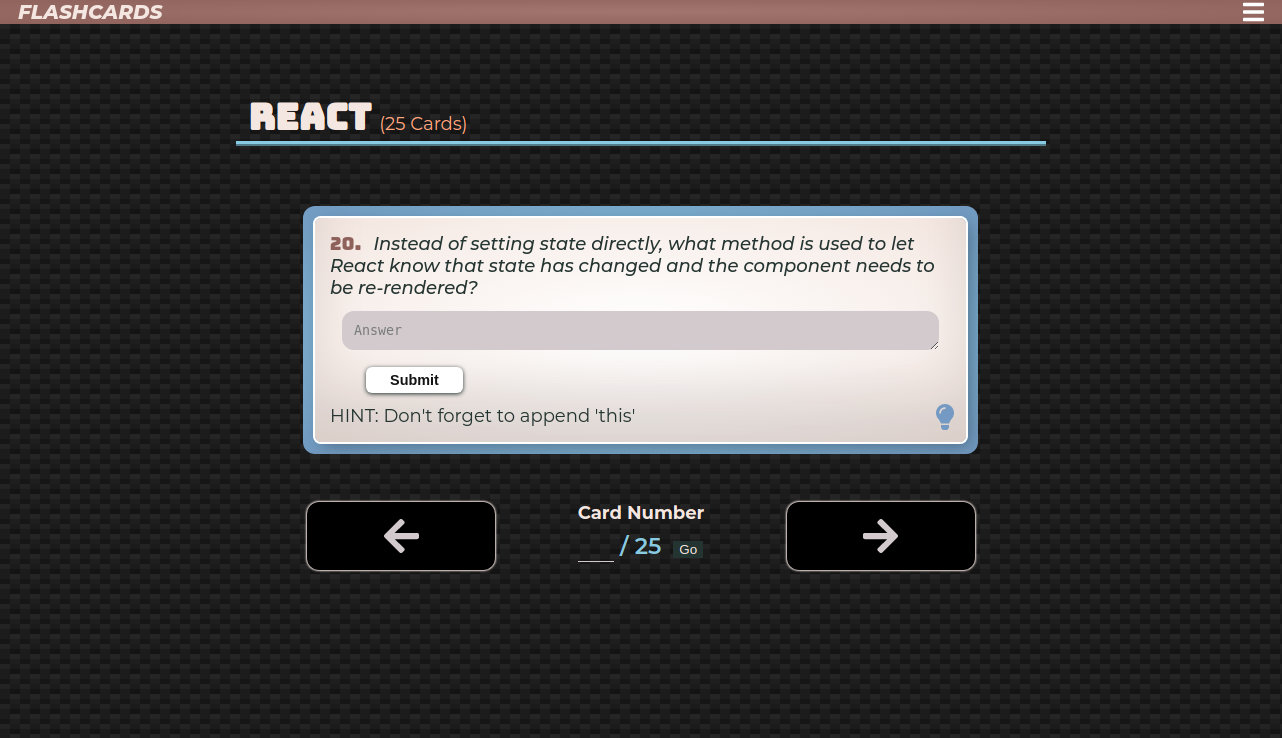 FLASHCARDS
REACT (25 Cards)
20. Instead of setting state directly, what method is used to let
React know that state has changed and the component needs to
be re-rendered?
Answer
Submit
HINT: Don't forget to append 'this'
Card Number
/ 25 Go